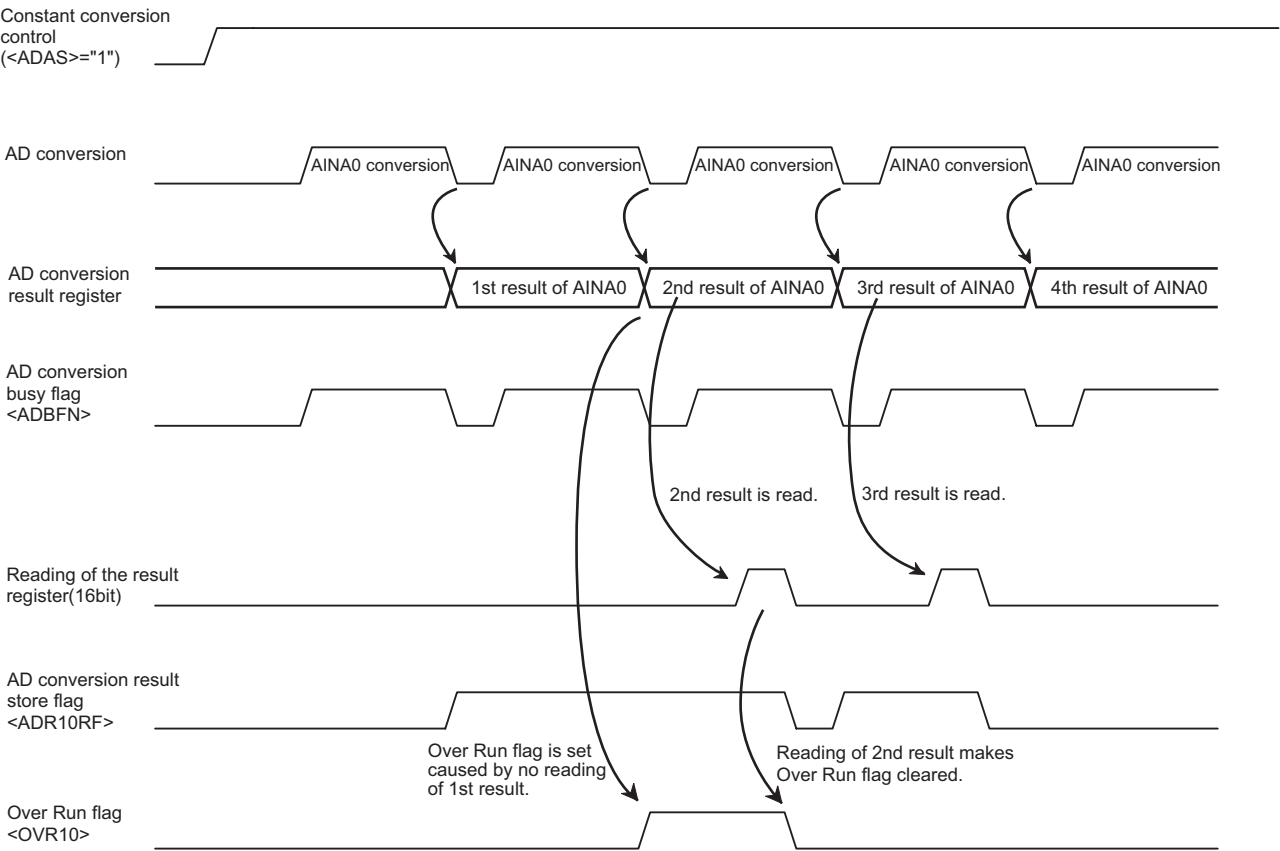 Constant conversion
control
(<ADAS>="1")
AD conversion
AINA0 conversion
AINA0 conversion
AINA0 conversion
AINA0 conversion
AINA0 conversion
AD conversion
result register
1st result of AINA0
2nd result of AINA0
3rd result of AINA0
4th result of AINA0
AD conversion
busy flag
<ADBFN>
2nd result is read.
3rd result is read.
Reading of the result
register(16bit)
AD conversion result
store flag
<ADR10RF>
Over Run flag is set
caused by no reading
of 1st result.
Reading of 2nd result makes
Over Run flag cleared.
Over Run flag
<OVR10>